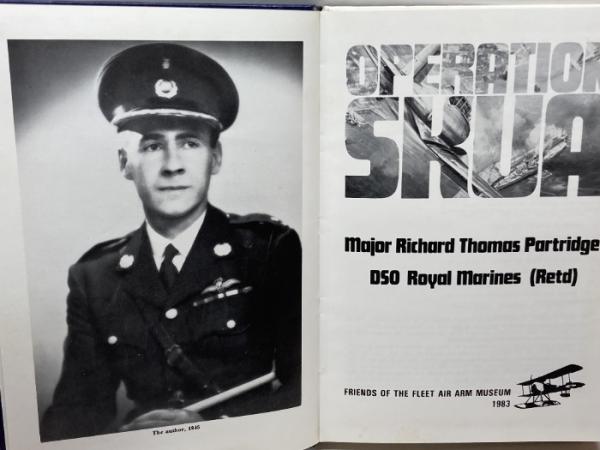 The author, 1945
OPERATION
SKUA
Major Richard Thomas Partridge
DSO Royal Marines (Retd)
FRIENDS OF THE FLEET AIR ARM MUSEUM
1983